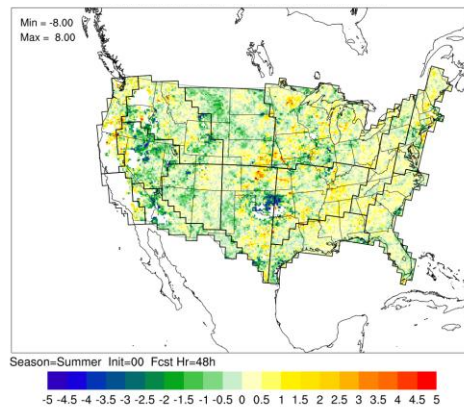 Min = -8.00
Max = 8.00
Season=Summer Init=00 Fcst Hr=48h
-5 -4.5 -4 -3.5 -3 -2.5 -2 -1.5 -1 -0.5 0 0.5 1 1.5 2 2.5 3 3.5 4 4.5 5